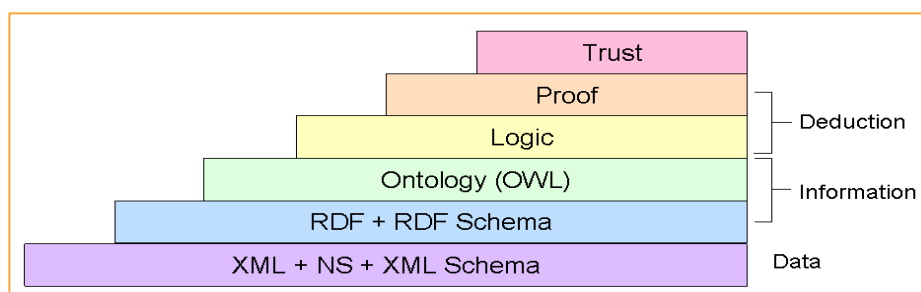 Trust
Proof
Deduction
Logic
Ontology (OWL)
Information
RDF + RDF Schema
XML + NS + XML Schema
Data